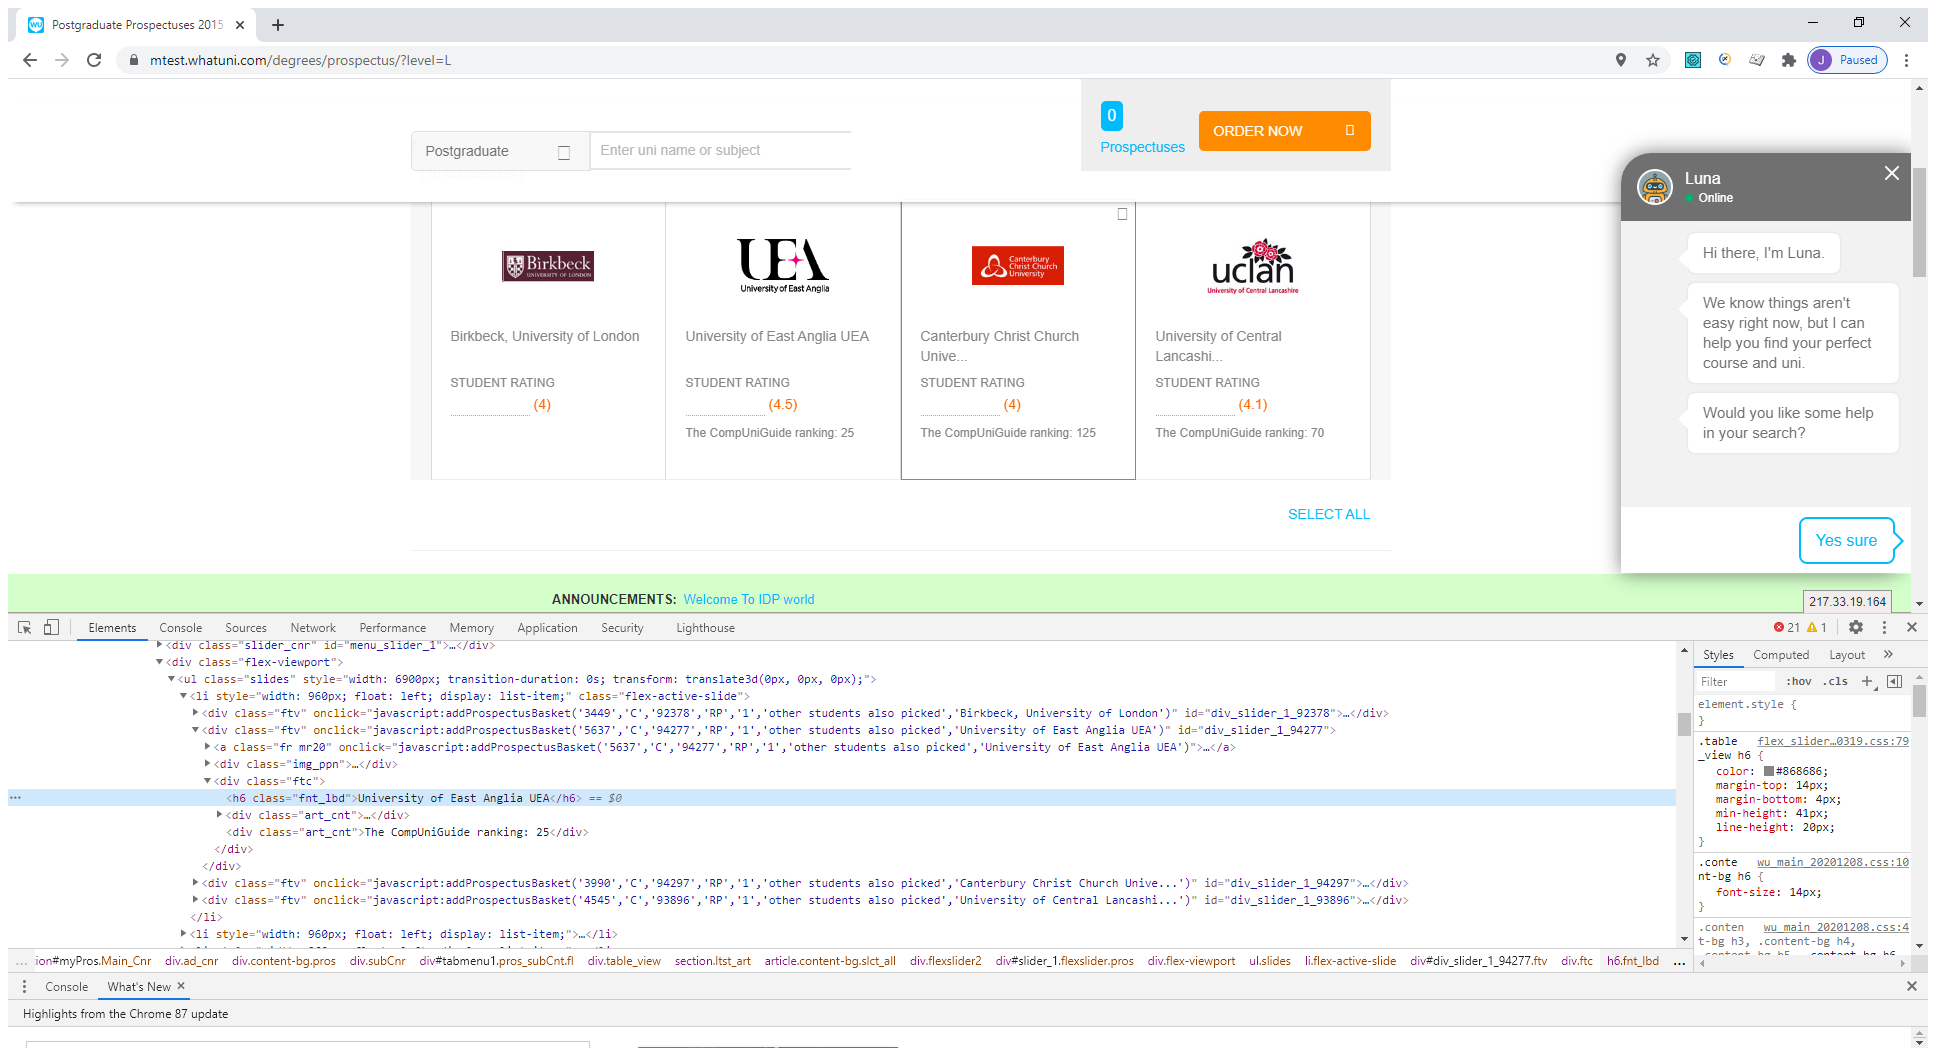 Postgraduate Prospectuses 2015
mtest.whatuni.com/degrees/prospectus/?level=L
J Paused
Postgraduate
Enter uni name or subject
0
Prospectuses
ORDER NOW
Luna
Online
Hi there, I'm Luna.
We know things aren't
easy right now, but I can
help you find your perfect
course and uni.
Would you like some help
in your search?
Yes sure
Birkbeck
UNIVERSITY OF LONDON
UEA
University of East Anglia
Canterbury
Christ Church
University
uclan
University of Central Lancashire
Birkbeck, University of London
University of East Anglia UEA
Canterbury Christ Church
Unive...
University of Central
Lancashi...
STUDENT RATING
STUDENT RATING
STUDENT RATING
STUDENT RATING
(4)
(4.5)
(4)
(4.1)
The CompUniGuide ranking: 25
The CompUniGuide ranking: 125
The CompUniGuide ranking: 70
SELECT ALL
ANNOUNCEMENTS: Welcome To IDP world
217.33.19.164
Elements Console Sources Network Performance Memory Application Security Lighthouse
21 1
<div class="slider_cnr" id="menu_slider_1">…</div>
<div class="flex-viewport">
<ul class="slides" style="width: 6900px; transition-duration: 0s; transform: translate3d(0px, 0px, 0px);">
<li style="width: 960px; float: left; display: list-item;" class="flex-active-slide">
<div class="ftv" onclick="javascript:addProspectusBasket('3449','C','92378','RP','1','other students also picked','Birkbeck, University of London')" id="div_slider_1_92378">…</div>
<div class="ftv" onclick="javascript:addProspectusBasket('5637','C','94277','RP','1','other students also picked','University of East Anglia UEA')" id="div_slider_1_94277">
<a class="fr mr20" onclick="javascript:addProspectusBasket('5637','C','94277','RP','1','other students also picked','University of East Anglia UEA')">…</a>
<div class="img_ppn">…</div>
<div class="ftc">
… <h6 class="fnt_lbd">University of East Anglia UEA</h6> == $0
<div class="art_cnt">…</div>
<div class="art_cnt">The CompUniGuide ranking: 25</div>
</div>
</div>
<div class="ftv" onclick="javascript:addProspectusBasket('3990','C','94297','RP','1','other students also picked','Canterbury Christ Church Unive...')" id="div_slider_1_94297">…</div>
<div class="ftv" onclick="javascript:addProspectusBasket('4545','C','93896','RP','1','other students also picked','University of Central Lancashi...')" id="div_slider_1_93896">…</div>
</li>
<li style="width: 960px; float: left; display: list-item;">…</li>
Styles Computed Layout »
Filter :hov .cls +
element.style {
}
.table flex_slider…0319.css:79
_view h6 {
color: #868686;
margin-top: 14px;
margin-bottom: 4px;
min-height: 41px;
line-height: 20px;
}
.conte wu_main_20201208.css:10
nt-bg h6 {
font-size: 14px;
}
.conten wu_main_20201208.css:4
t-bg h3, .content-bg h4,
.content-bg h5, .content-bg h6
… ion#myPros.Main_Cnr div.ad_cnr div.content-bg.pros div.subCnr div#tabmenu1.pros_subCnt.fl div.table_view section.ltst_art article.content-bg.slct_all div.flexslider2 div#slider_1.flexslider.pros div.flex-viewport ul.slides li.flex-active-slide div#div_slider_1_94277.ftv div.ftc h6.fnt_lbd …
Console What's New
Highlights from the Chrome 87 update